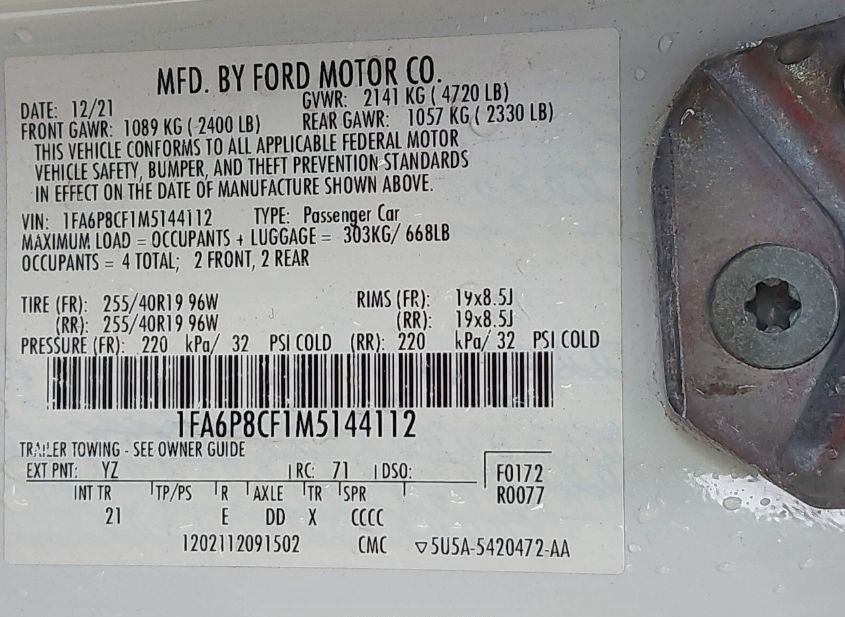 MFD. BY FORD MOTOR CO.
DATE: 12/21 GVWR: 2141 KG ( 4720 LB)
FRONT GAWR: 1089 KG ( 2400 LB) REAR GAWR: 1057 KG ( 2330 LB)
THIS VEHICLE CONFORMS TO ALL APPLICABLE FEDERAL MOTOR
VEHICLE SAFETY, BUMPER, AND THEFT PREVENTION STANDARDS
IN EFFECT ON THE DATE OF MANUFACTURE SHOWN ABOVE.
VIN: 1FA6P8CF1M5144112 TYPE: Passenger Car
MAXIMUM LOAD = OCCUPANTS + LUGGAGE = 303KG/ 668LB
OCCUPANTS = 4 TOTAL; 2 FRONT, 2 REAR
TIRE (FR): 255/40R19 96W RIMS (FR): 19x8.5J
(RR): 255/40R19 96W (RR): 19x8.5J
PRESSURE (FR): 220 kPa/ 32 PSI COLD (RR): 220 kPa/ 32 PSI COLD
1FA6P8CF1M5144112
TRAILER TOWING - SEE OWNER GUIDE
EXT PNT: YZ RC: 71 DSO: F0172
INT TR TP/PS R AXLE TR SPR R0077
21 E DD X CCCC
1202112091502 CMC ▽5U5A-5420472-AA